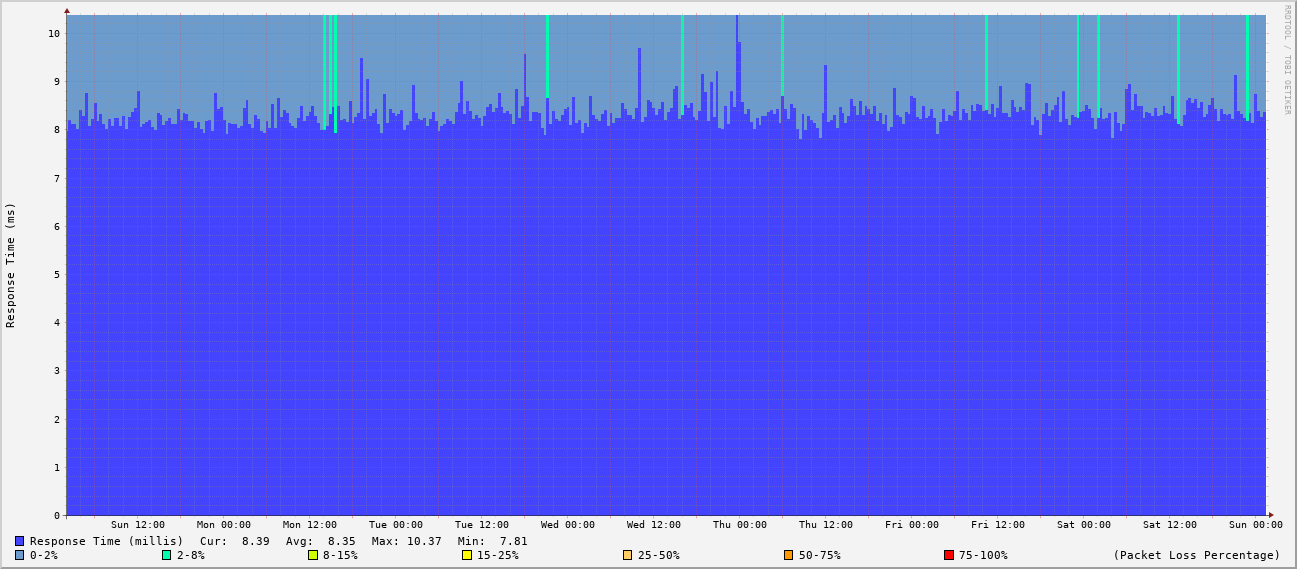 RRDTOOL / TOBI OETIKER
Response Time (ms)
10
9
8
7
6
5
4
3
2
1
0
Sun 12:00 Mon 00:00 Mon 12:00 Tue 00:00 Tue 12:00 Wed 00:00 Wed 12:00 Thu 00:00 Thu 12:00 Fri 00:00 Fri 12:00 Sat 00:00 Sat 12:00 Sun 00:00
Response Time (millis) Cur: 8.39 Avg: 8.35 Max: 10.37 Min: 7.81
0-2% 2-8% 8-15% 15-25% 25-50% 50-75% 75-100% (Packet Loss Percentage)